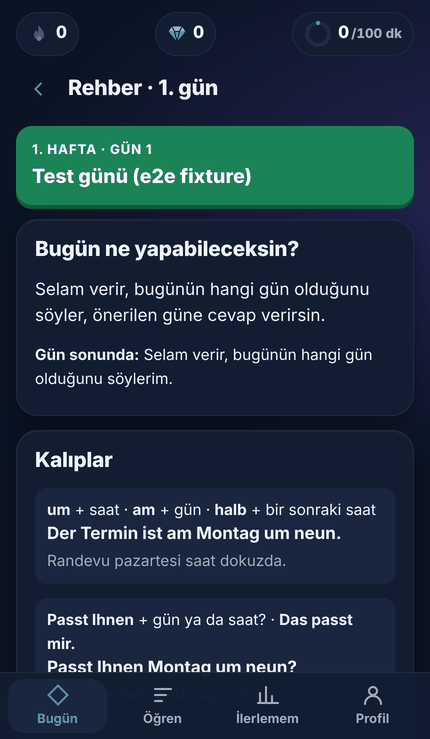 0
0
0/100 dk
Rehber · 1. gün
1. HAFTA · GÜN 1
Test günü (e2e fixture)
Bugün ne yapabileceksin?
Selam verir, bugünün hangi gün olduğunu
söyler, önerilen güne cevap verirsin.
Gün sonunda: Selam verir, bugünün hangi gün
olduğunu söylerim.
Kalıplar
um + saat · am + gün · halb + bir sonraki saat
Der Termin ist am Montag um neun.
Randevu pazartesi saat dokuzda.
Passt Ihnen + gün ya da saat? · Das passt
mir.
Passt Ihnen Montag um neun?
Bugün
Öğren
İlerlemem
Profil